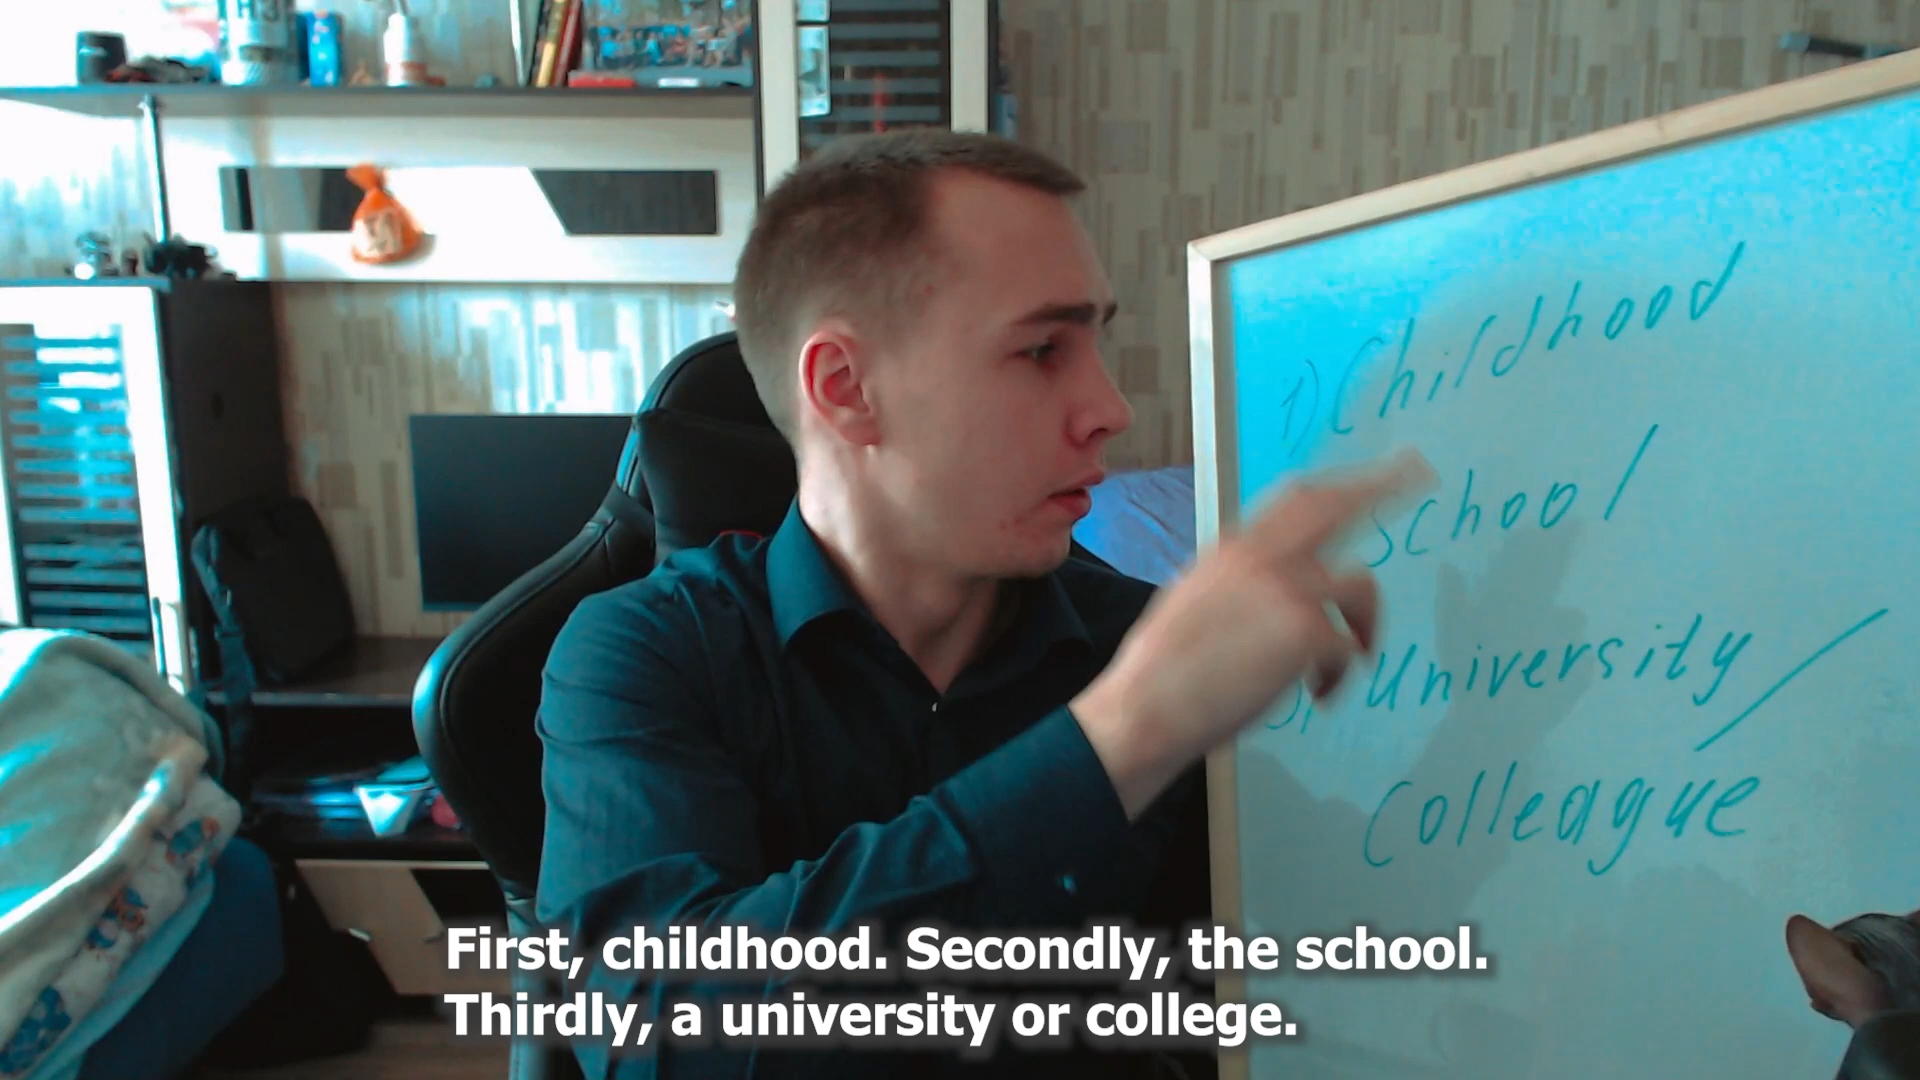 1) Childhood
School
University /
Colleague
First, childhood. Secondly, the school.
Thirdly, a university or college.